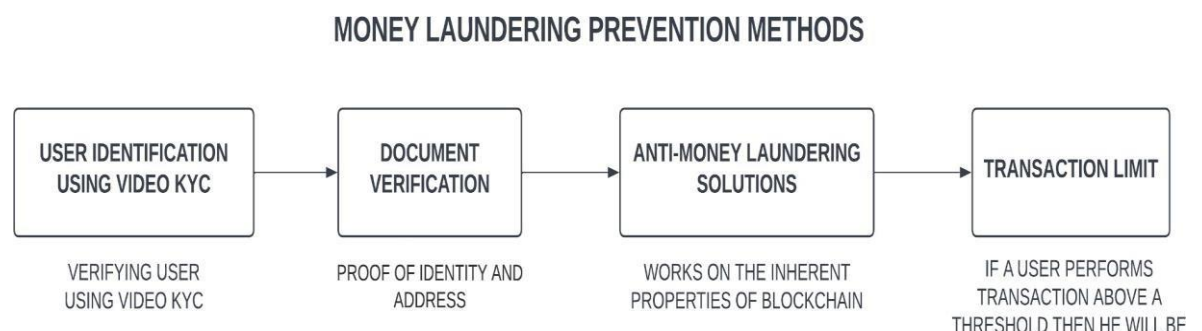 MONEY LAUNDERING PREVENTION METHODS
USER IDENTIFICATION
USING VIDEO KYC
DOCUMENT
VERIFICATION
ANTI-MONEY LAUNDERING
SOLUTIONS
TRANSACTION LIMIT
VERIFYING USER
USING VIDEO KYC
PROOF OF IDENTITY AND
ADDRESS
WORKS ON THE INHERENT
PROPERTIES OF BLOCKCHAIN
IF A USER PERFORMS
TRANSACTION ABOVE A
THRESHOLD THEN HE WILL BE